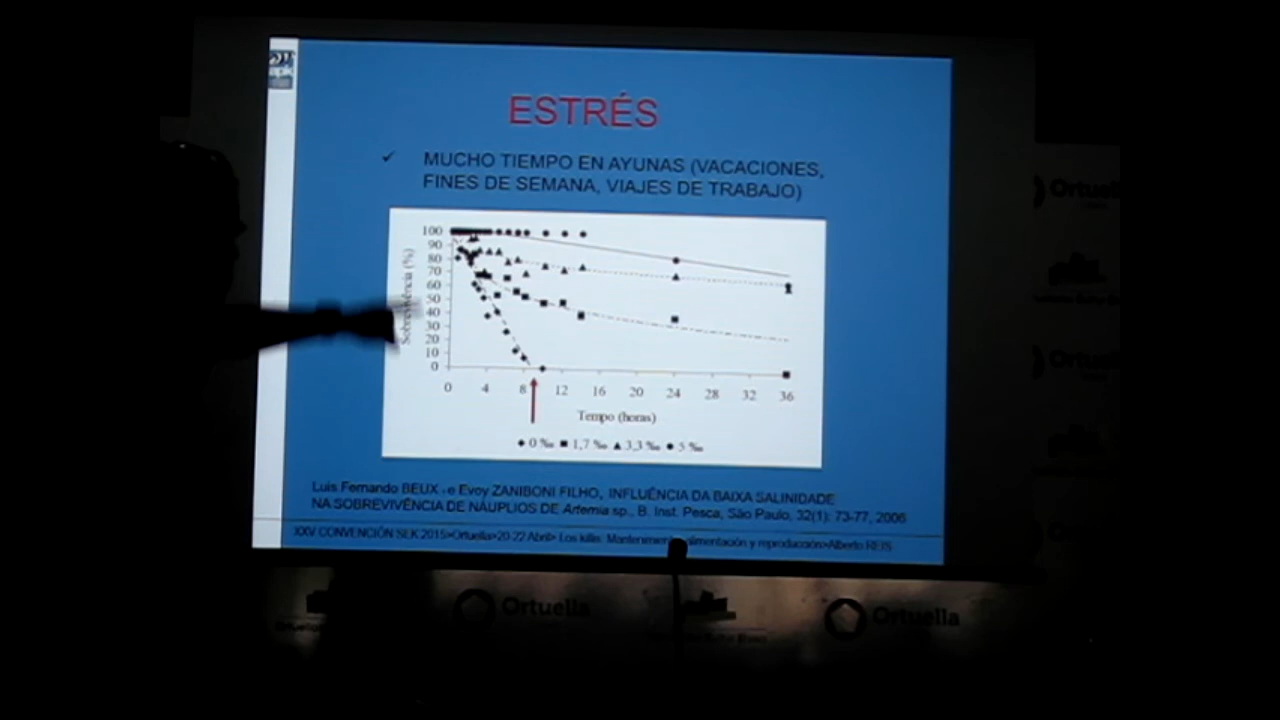 ESTRÉS
✓ MUCHO TIEMPO EN AYUNAS (VACACIONES,
FINES DE SEMANA, VIAJES DE TRABAJO)
Sobrevivência (%)
100
90
80
70
60
50
40
30
20
10
0
0 4 8 12 16 20 24 28 32 36
Tempo (horas)
◆ 0 ‰ ■ 1,7 ‰ ▲ 3,3 ‰ ● 5 ‰
Luis Fernando BEUX e Evoy ZANIBONI FILHO, INFLUÊNCIA DA BAIXA SALINIDADE
NA SOBREVIVÊNCIA DE NÁUPLIOS DE Artemia sp., B. Inst. Pesca, São Paulo, 32(1): 73-77, 2006
XXV CONVENCIÓN SEK 2015>Ortuella>20-22 Abril> Los killis: Mantenimiento, alimentación y reproducción>Alberto REIS
Ortuella
Ortuella
Ortuella
Ortuella